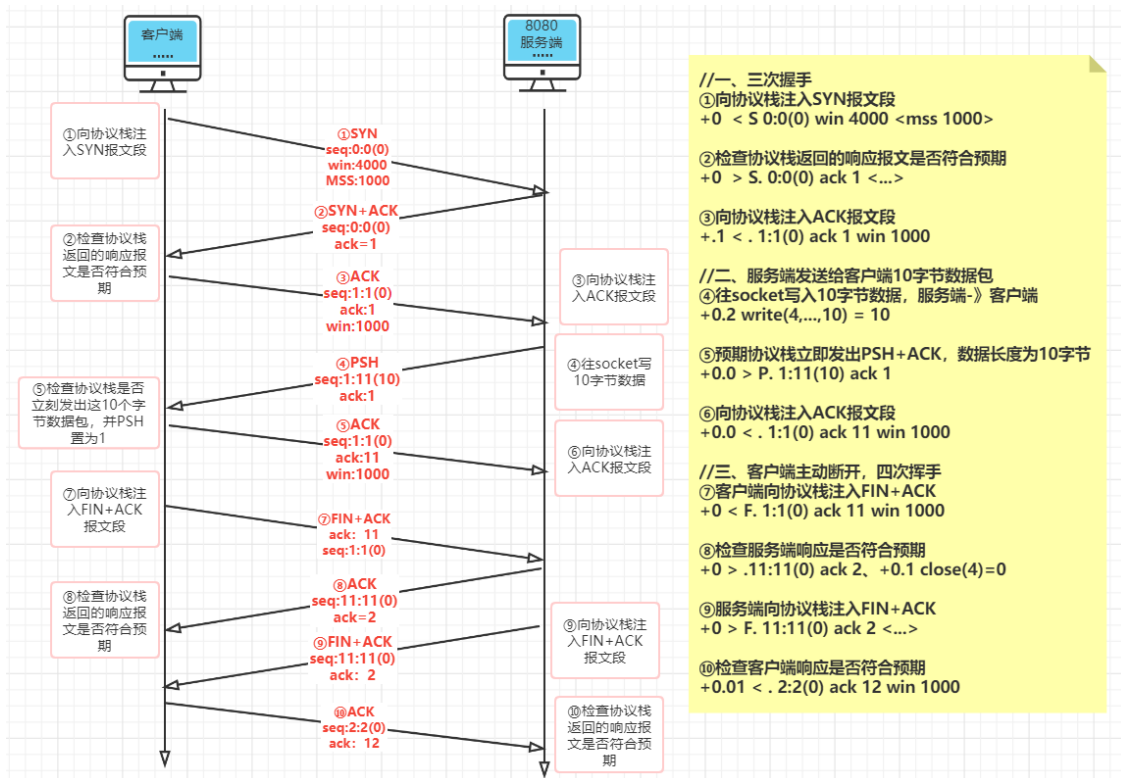 客户端
8080
服务端
①向协议栈注
入SYN报文段
①SYN
seq:0:0(0)
win:4000
MSS:1000
②SYN+ACK
seq:0:0(0)
ack=1
②检查协议栈
返回的响应报
文是否符合预
期
③ACK
seq:1:1(0)
ack:1
win:1000
③向协议栈注
入ACK报文段
④PSH
seq:1:11(10)
ack:1
④往socket写
10字节数据
⑤检查协议栈是否
立刻发出这10个字
节数据包，并PSH
置为1
⑤ACK
seq:1:1(0)
ack:11
win:1000
⑥向协议栈注
入ACK报文段
⑦向协议栈注
入FIN+ACK
报文段
⑦FIN+ACK
ack：11
seq:1:1(0)
⑧ACK
seq:11:11(0)
ack=2
⑧检查协议栈
返回的响应报
文是否符合预
期
⑨向协议栈注
入FIN+ACK
报文段
⑨FIN+ACK
seq:11:11(0)
ack：2
⑩ACK
seq:2:2(0)
ack：12
⑩检查协议栈
返回的响应报
文是否符合预
期
//一、三次握手
①向协议栈注入SYN报文段
+0 < S 0:0(0) win 4000 <mss 1000>
②检查协议栈返回的响应报文是否符合预期
+0 > S. 0:0(0) ack 1 <...>
③向协议栈注入ACK报文段
+.1 < . 1:1(0) ack 1 win 1000
//二、服务端发送给客户端10字节数据包
④往socket写入10字节数据，服务端-》客户端
+0.2 write(4,...,10) = 10
⑤预期协议栈立即发出PSH+ACK，数据长度为10字节
+0.0 > P. 1:11(10) ack 1
⑥向协议栈注入ACK报文段
+0.0 < . 1:1(0) ack 11 win 1000
//三、客户端主动断开，四次挥手
⑦客户端向协议栈注入FIN+ACK
+0 < F. 1:1(0) ack 11 win 1000
⑧检查服务端响应是否符合预期
+0 > .11:11(0) ack 2、+0.1 close(4)=0
⑨服务端向协议栈注入FIN+ACK
+0 > F. 11:11(0) ack 2 <...>
⑩检查客户端响应是否符合预期
+0.01 < . 2:2(0) ack 12 win 1000